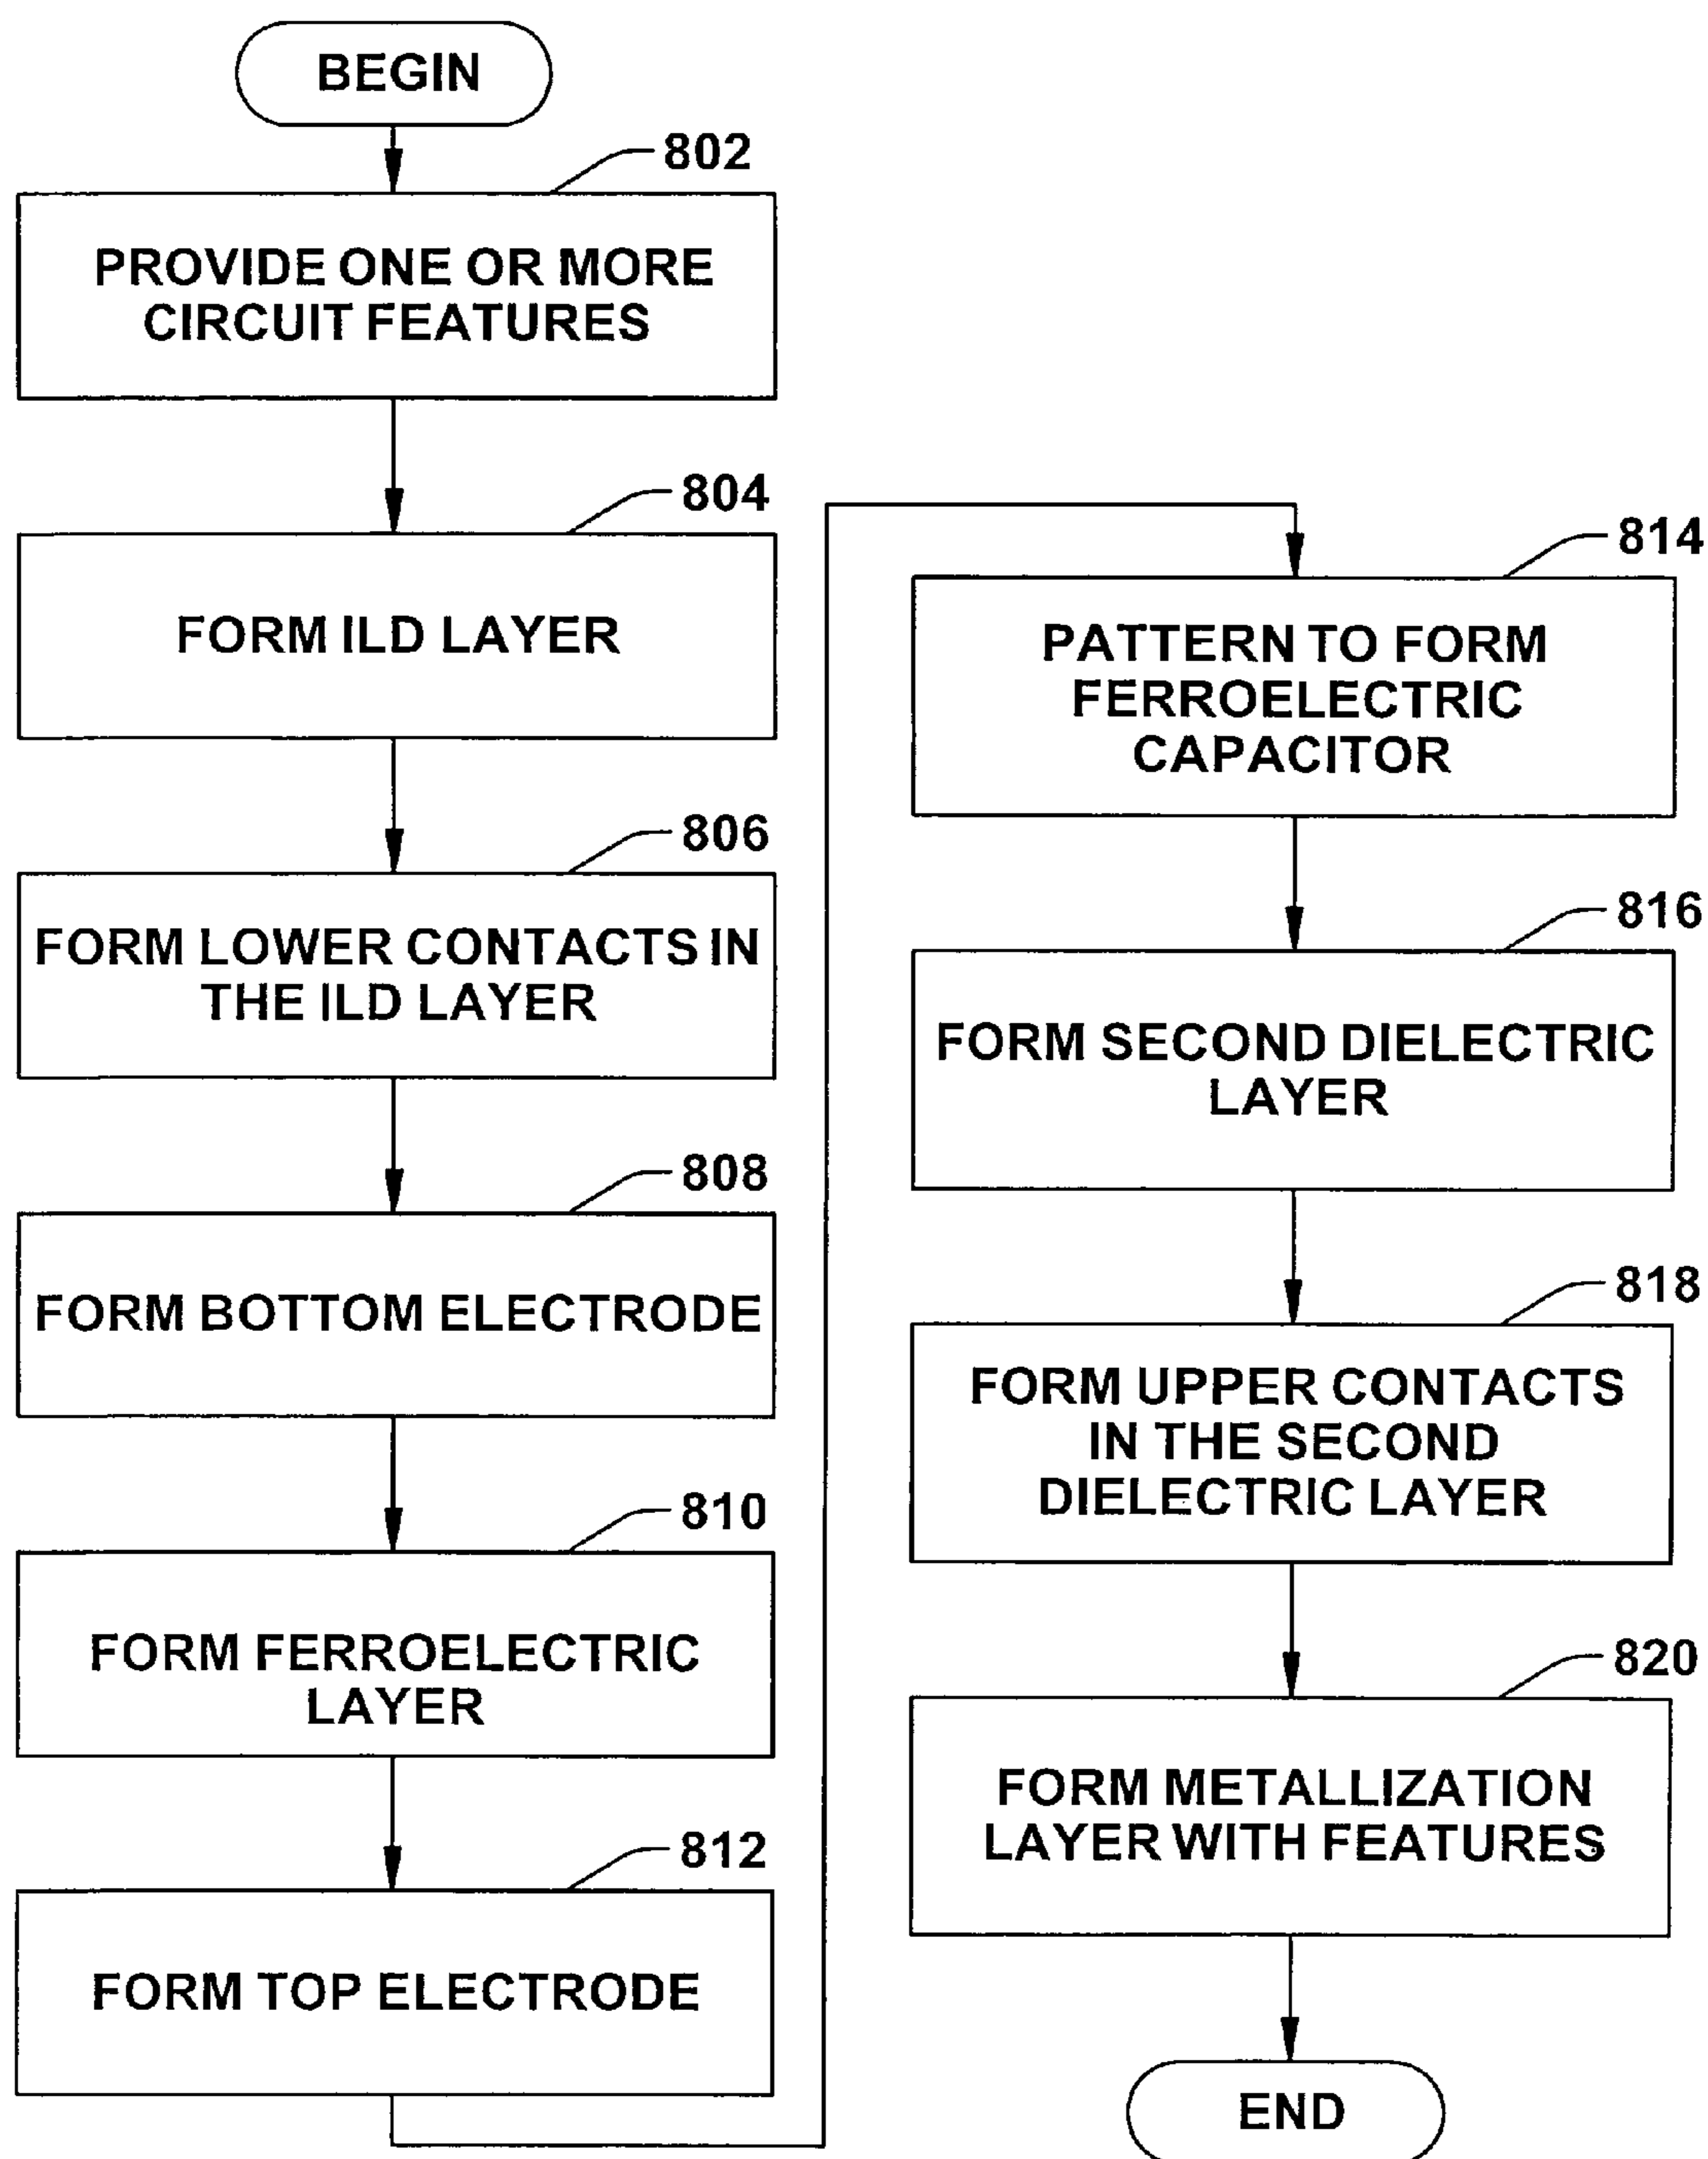 BEGIN
802
PROVIDE ONE OR MORE
CIRCUIT FEATURES
804
FORM ILD LAYER
806
FORM LOWER CONTACTS IN
THE ILD LAYER
808
FORM BOTTOM ELECTRODE
810
FORM FERROELECTRIC
LAYER
812
FORM TOP ELECTRODE
814
PATTERN TO FORM
FERROELECTRIC
CAPACITOR
816
FORM SECOND DIELECTRIC
LAYER
818
FORM UPPER CONTACTS
IN THE SECOND
DIELECTRIC LAYER
820
FORM METALLIZATION
LAYER WITH FEATURES
END